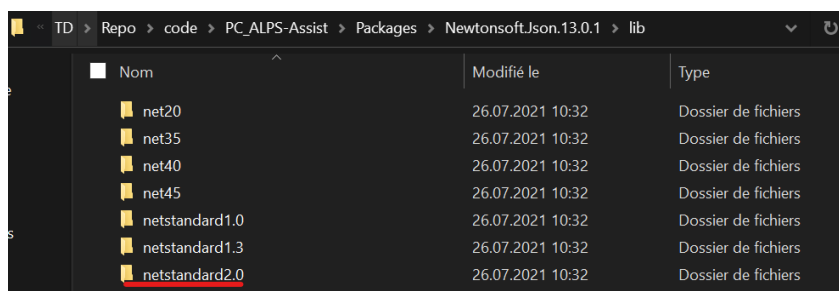 « TD > Repo > code > PC_ALPS-Assist > Packages > Newtonsoft.Json.13.0.1 > lib
Nom Modifié le Type
net20 26.07.2021 10:32 Dossier de fichiers
net35 26.07.2021 10:32 Dossier de fichiers
net40 26.07.2021 10:32 Dossier de fichiers
net45 26.07.2021 10:32 Dossier de fichiers
netstandard1.0 26.07.2021 10:32 Dossier de fichiers
netstandard1.3 26.07.2021 10:32 Dossier de fichiers
netstandard2.0 26.07.2021 10:32 Dossier de fichiers